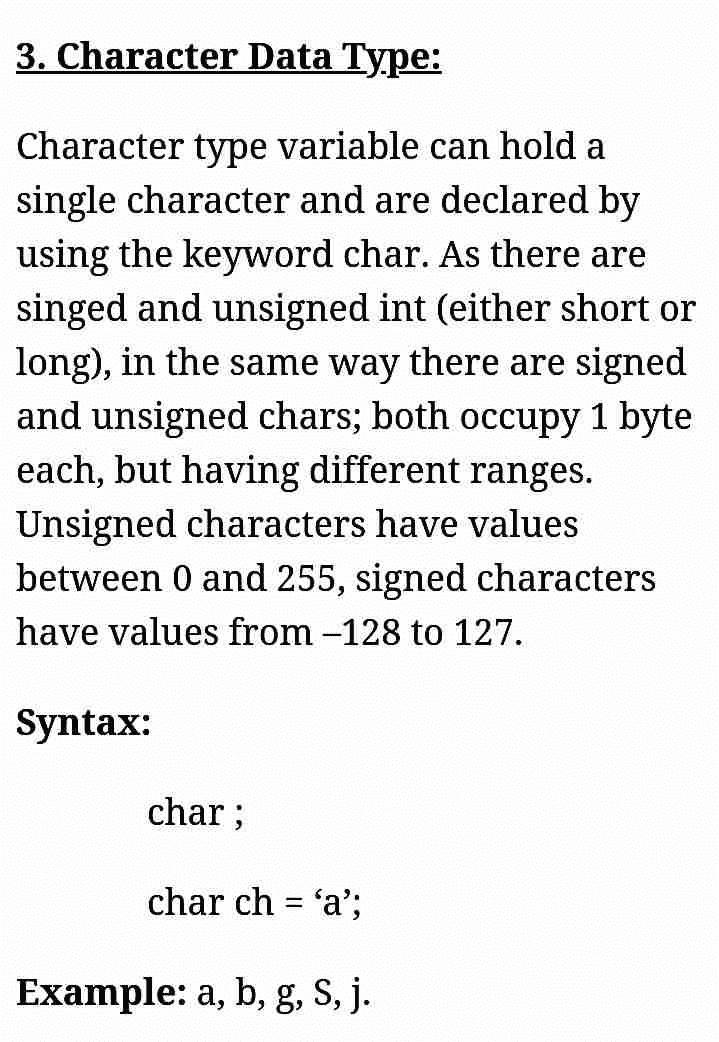 3. Character Data Type:
Character type variable can hold a
single character and are declared by
using the keyword char. As there are
singed and unsigned int (either short or
long), in the same way there are signed
and unsigned chars; both occupy 1 byte
each, but having different ranges.
Unsigned characters have values
between 0 and 255, signed characters
have values from –128 to 127.
Syntax:
char ;
char ch = ‘a’;
Example: a, b, g, S, j.